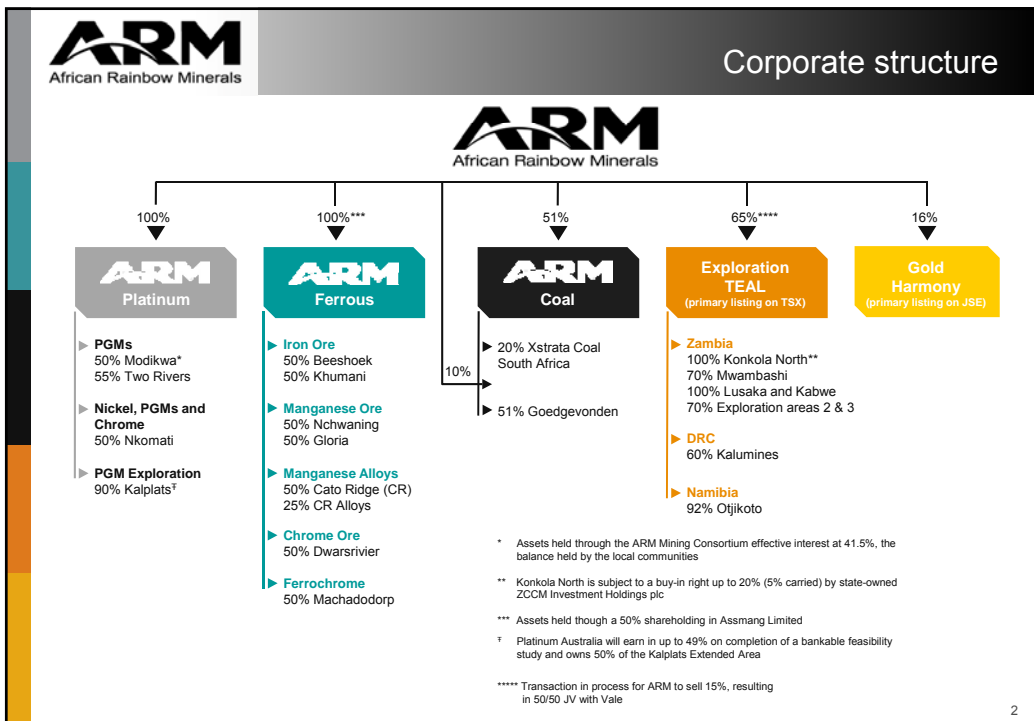 ARM
African Rainbow Minerals
Corporate structure
ARM
African Rainbow Minerals
100%
100%***
51%
65%****
16%
ARM
Platinum
ARM
Ferrous
ARM
Coal
Exploration
TEAL
(primary listing on TSX)
Gold
Harmony
(primary listing on JSE)
PGMs
50% Modikwa*
55% Two Rivers
Nickel, PGMs and
Chrome
50% Nkomati
PGM Exploration
90% Kalplats Ŧ
Iron Ore
50% Beeshoek
50% Khumani
Manganese Ore
50% Nchwaning
50% Gloria
Manganese Alloys
50% Cato Ridge (CR)
25% CR Alloys
Chrome Ore
50% Dwarsrivier
Ferrochrome
50% Machadodorp
10%
20% Xstrata Coal
South Africa
51% Goedgevonden
Zambia
100% Konkola North**
70% Mwambashi
100% Lusaka and Kabwe
70% Exploration areas 2 & 3
DRC
60% Kalumines
Namibia
92% Otjikoto
* Assets held through the ARM Mining Consortium effective interest at 41.5%, the
balance held by the local communities
** Konkola North is subject to a buy-in right up to 20% (5% carried) by state-owned
ZCCM Investment Holdings plc
*** Assets held though a 50% shareholding in Assmang Limited
Ŧ Platinum Australia will earn in up to 49% on completion of a bankable feasibility
study and owns 50% of the Kalplats Extended Area
***** Transaction in process for ARM to sell 15%, resulting
in 50/50 JV with Vale
2